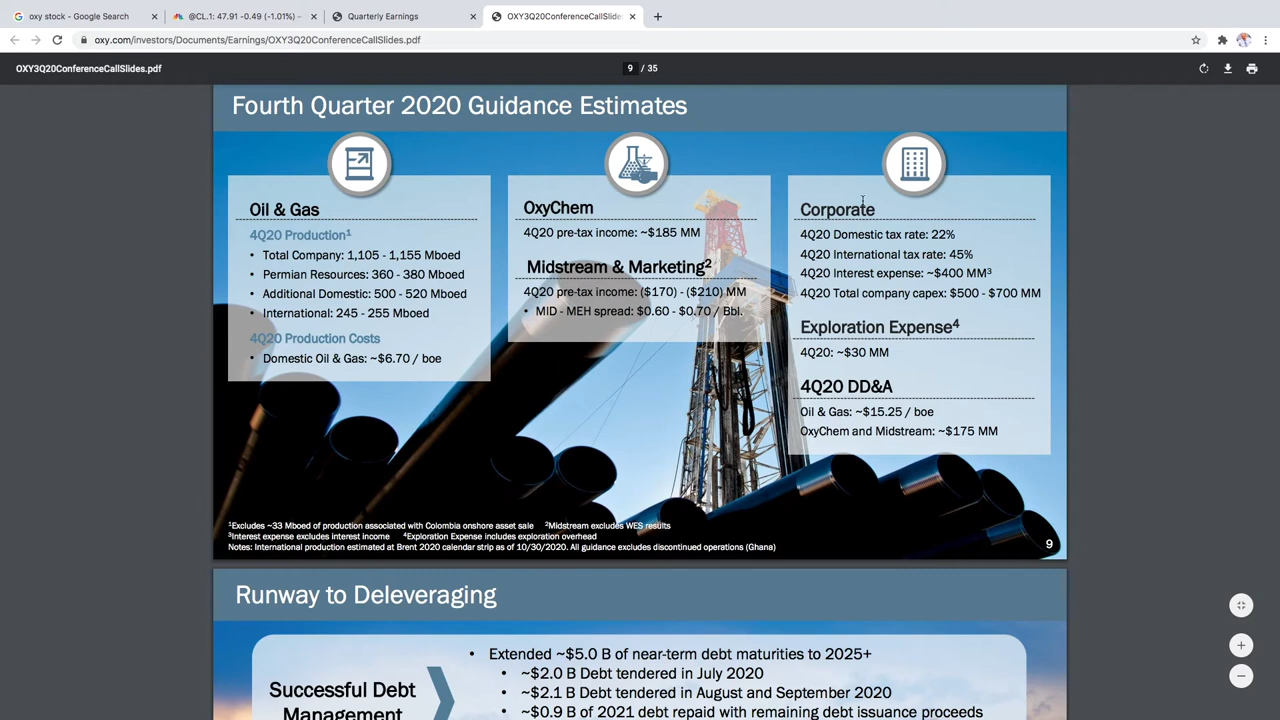 oxy stock - Google Search
@CL.1: 47.91 -0.49 (-1.01%) –
Quarterly Earnings
OXY3Q20ConferenceCallSlides
oxy.com/investors/Documents/Earnings/OXY3Q20ConferenceCallSlides.pdf
OXY3Q20ConferenceCallSlides.pdf
9 / 35
Fourth Quarter 2020 Guidance Estimates
Oil & Gas
4Q20 Production¹
• Total Company: 1,105 - 1,155 Mboed
• Permian Resources: 360 - 380 Mboed
• Additional Domestic: 500 - 520 Mboed
• International: 245 - 255 Mboed
4Q20 Production Costs
• Domestic Oil & Gas: ~$6.70 / boe
OxyChem
4Q20 pre-tax income: ~$185 MM
Midstream & Marketing²
4Q20 pre-tax income: ($170) - ($210) MM
• MID - MEH spread: $0.60 - $0.70 / Bbl.
Corporate
4Q20 Domestic tax rate: 22%
4Q20 International tax rate: 45%
4Q20 Interest expense: ~$400 MM³
4Q20 Total company capex: $500 - $700 MM
Exploration Expense⁴
4Q20: ~$30 MM
4Q20 DD&A
Oil & Gas: ~$15.25 / boe
OxyChem and Midstream: ~$175 MM
¹Excludes ~33 Mboed of production associated with Colombia onshore asset sale ²Midstream excludes WES results
³Interest expense excludes interest income ⁴Exploration Expense includes exploration overhead
Notes: International production estimated at Brent 2020 calendar strip as of 10/30/2020. All guidance excludes discontinued operations (Ghana)
9
Runway to Deleveraging
Successful Debt
Management
• Extended ~$5.0 B of near-term debt maturities to 2025+
• ~$2.0 B Debt tendered in July 2020
• ~$2.1 B Debt tendered in August and September 2020
• ~$0.9 B of 2021 debt repaid with remaining debt issuance proceeds